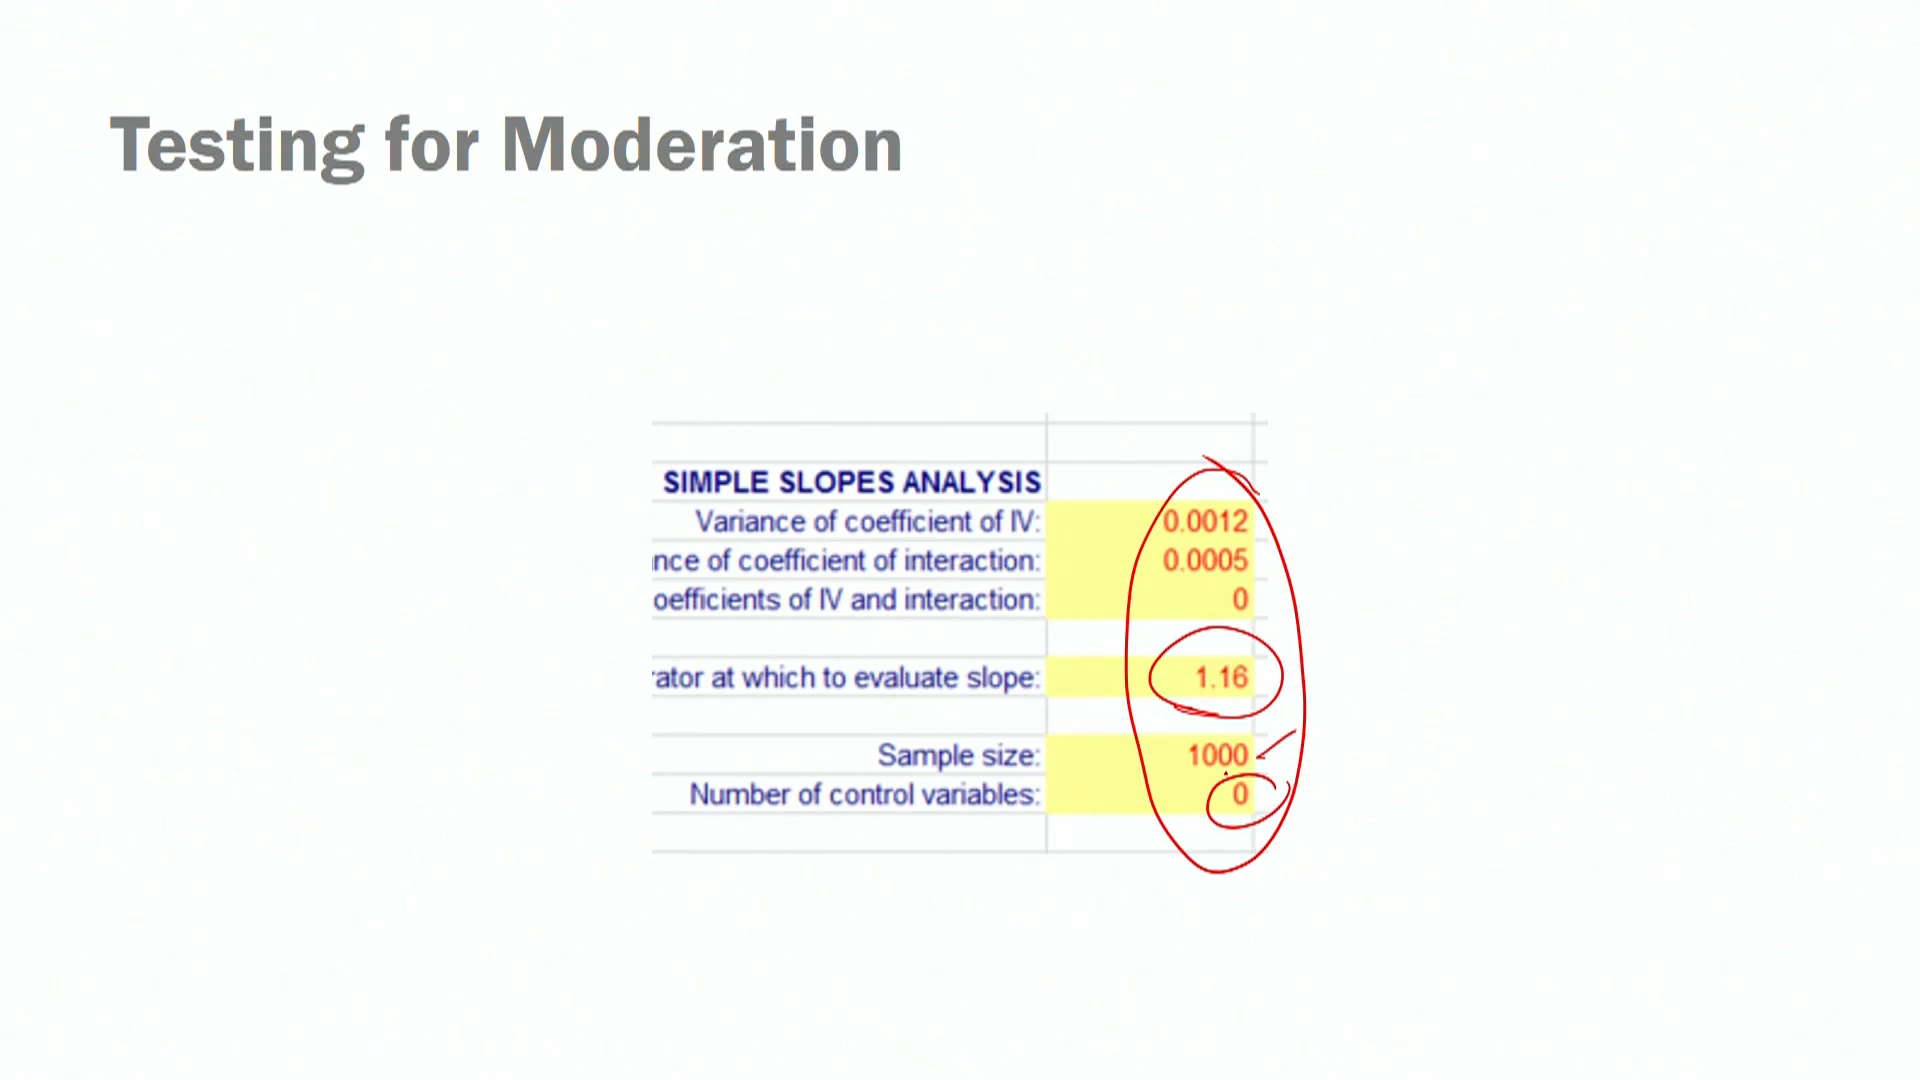 Testing for Moderation
SIMPLE SLOPES ANALYSIS
Variance of coefficient of IV: 0.0012
nce of coefficient of interaction: 0.0005
oefficients of IV and interaction: 0
rator at which to evaluate slope: 1.16
Sample size: 1000
Number of control variables: 0